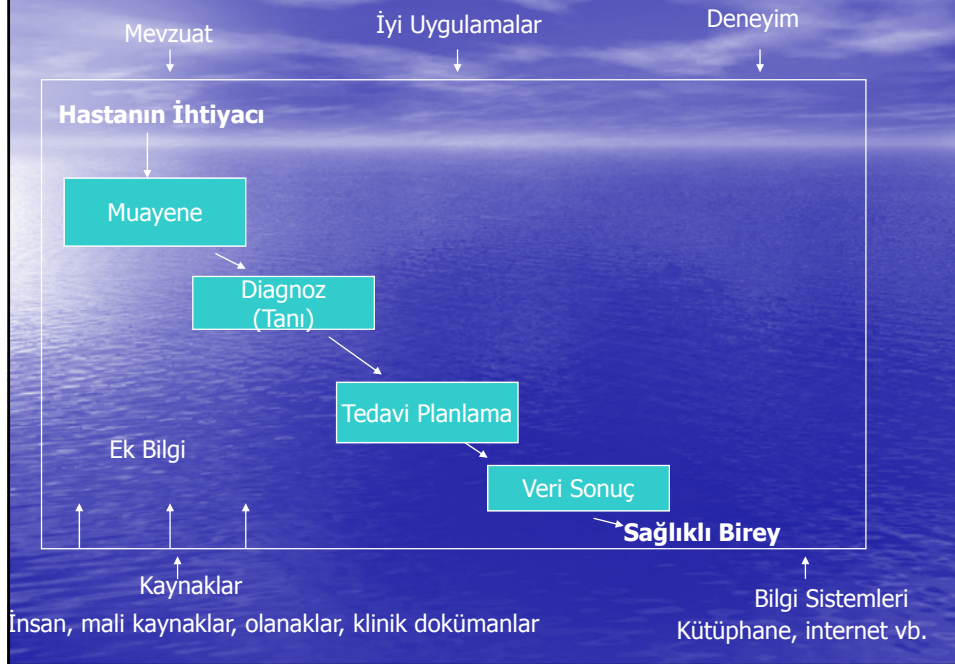 Mevzuat
İyi Uygulamalar
Deneyim
Hastanın İhtiyacı
Muayene
Diagnoz
(Tanı)
Tedavi Planlama
Ek Bilgi
Veri Sonuç
Sağlıklı Birey
Kaynaklar
İnsan, mali kaynaklar, olanaklar, klinik dokümanlar
Bilgi Sistemleri
Kütüphane, internet vb.